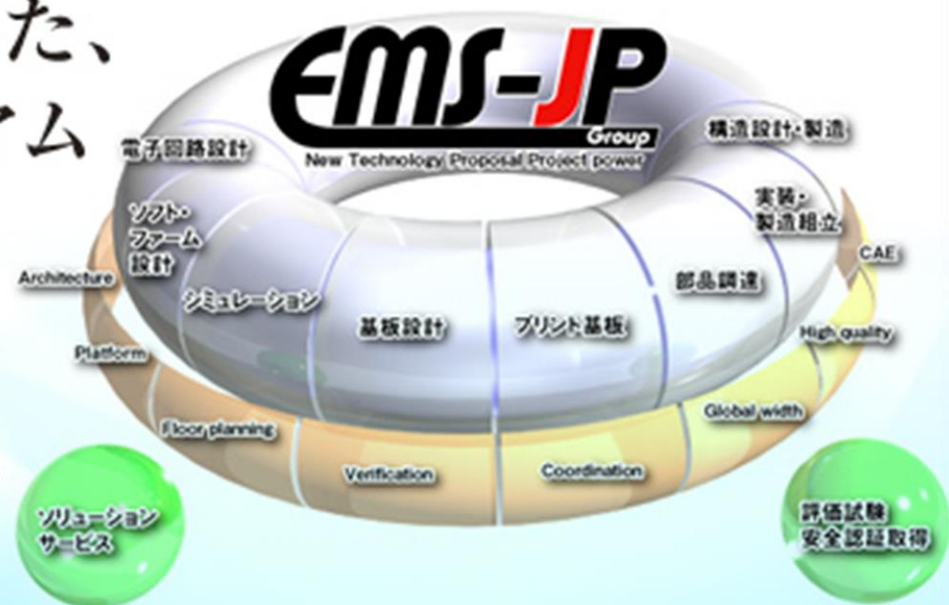 た、
ム
EMS-JP
Group
New Technology Proposal Project power
電子回路設計
構造設計・製造
ソフト・
ファーム
設計
実装・
製造組立
シミュレーション
部品調達
基板設計
プリント基板
Architecture
CAE
Platform
High quality
Floor planning
Global width
Verification
Coordination
ソリューション
サービス
評価試験
安全認証取得